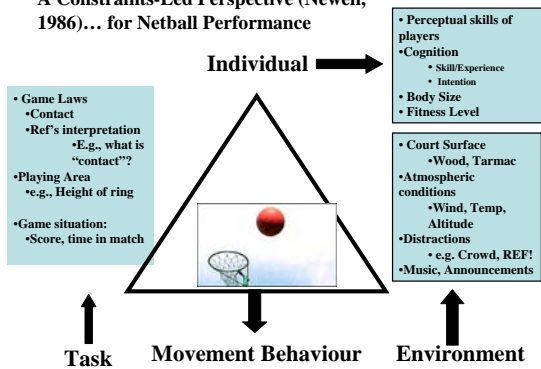 A Constraints-Led Perspective (Newell,
1986)… for Netball Performance
Individual
• Perceptual skills of
players
•Cognition
• Skill/Experience
• Intention
• Body Size
• Fitness Level
• Game Laws
•Contact
•Ref's interpretation
•E.g., what is
“contact”?
•Playing Area
•e.g., Height of ring
•Game situation:
•Score, time in match
• Court Surface
•Wood, Tarmac
•Atmospheric
conditions
•Wind, Temp,
Altitude
•Distractions
• e.g. Crowd, REF!
•Music, Announcements
Task
Movement Behaviour
Environment